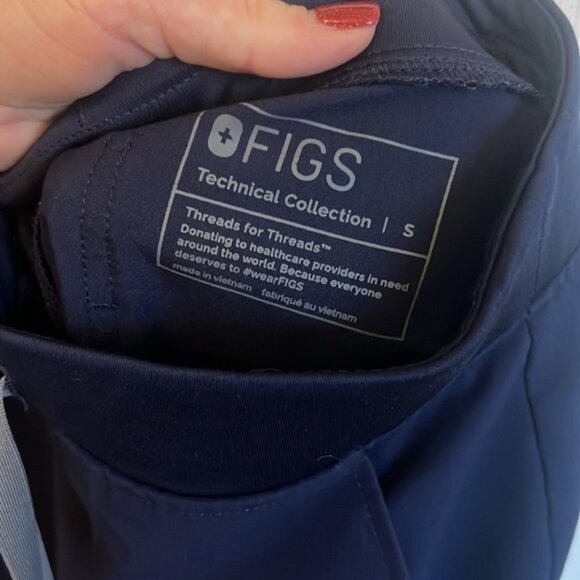 FIGS
Technical Collection | S
Threads for Threads™
Donating to healthcare providers in need
around the world. Because everyone
deserves to #wearFIGS
made in vietnam fabriqué au vietnam